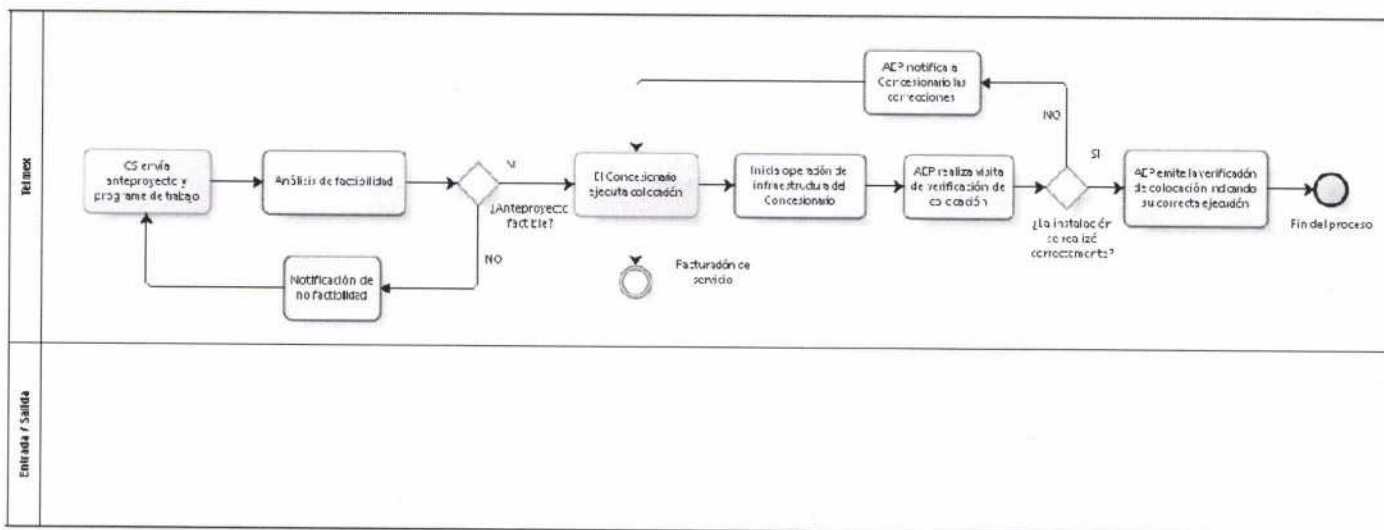 Telmex
CS envía
anteproyecto y
programa de trabajo
Análisis de factibilidad
SI
¿Anteproyecto
factible?
NO
Notificación de
no factibilidad
El Concesionario
ejecuta colocación
Facturación de
servicio
Inicia operación de
infraestructura del
Concesionario
AEP realiza visita
de verificación de
colocación
AEP notifica a
Concesionario las
correcciones
NO
SI
¿La instalación
se realizó
correctamente?
AEP emite la verificación
de colocación indicando
su correcta ejecución
Fin del proceso
Entrada / Salida